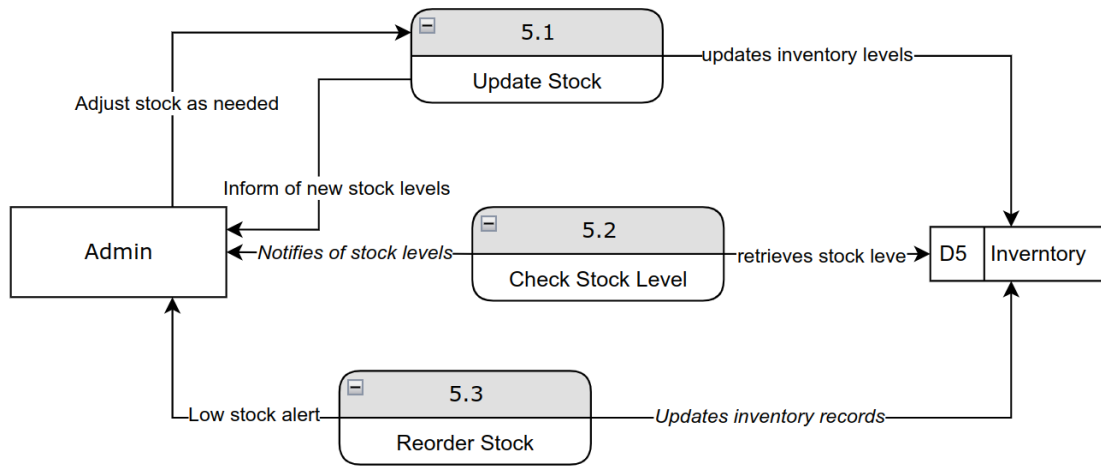 5.1
Update Stock
updates inventory levels
Adjust stock as needed
Inform of new stock levels
Admin
5.2
Check Stock Level
Notifies of stock levels
retrieves stock leve
D5
Inverntory
5.3
Reorder Stock
Low stock alert
Updates inventory records